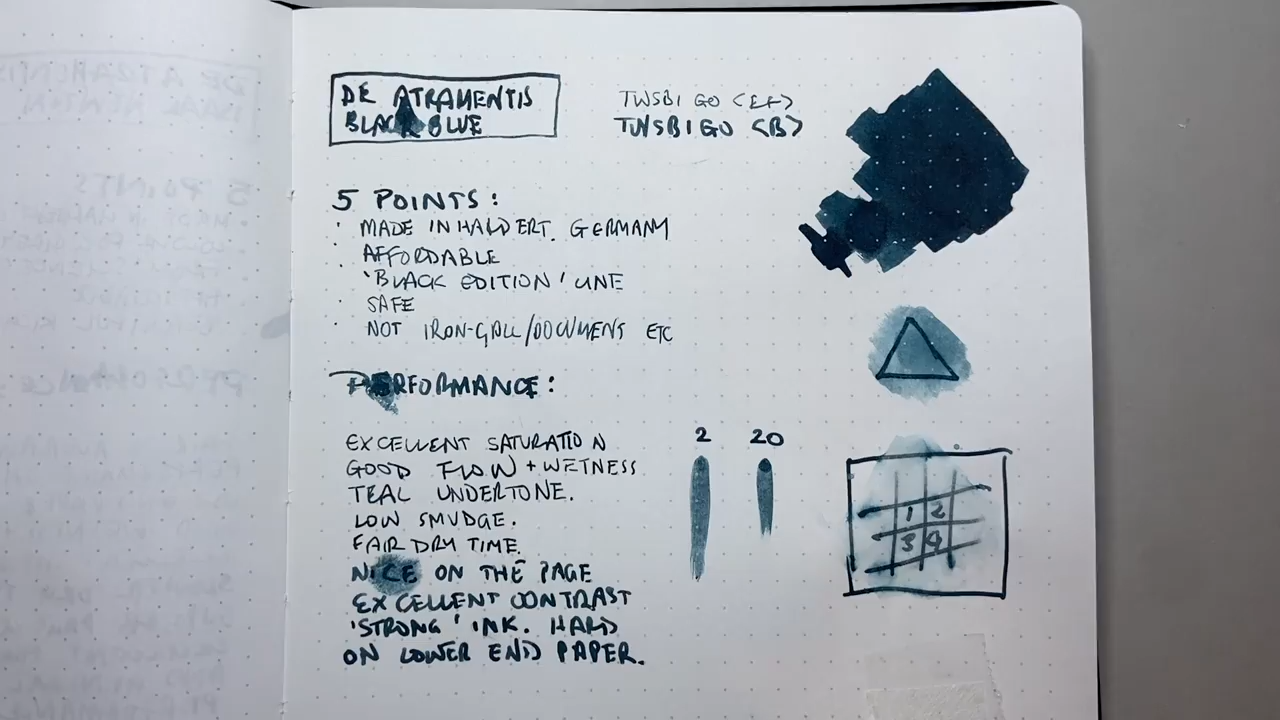 DE ATRAMENTIS
BLACK BLUE
TWSBI GO <EF>
TWSBI GO <B>
5 POINTS:
· MADE IN HALDERT. GERMANY
· AFFORDABLE
· 'BLACK EDITION' LINE
· SAFE
· NOT IRON-GALL/DOCUMENT ETC
PERFORMANCE:
EXCELLENT SATURATION
GOOD FLOW + WETNESS
TEAL UNDERTONE.
LOW SMUDGE.
FAIR DRY TIME.
NICE ON THE PAGE
EXCELLENT CONTRAST
'STRONG' INK. HARD
ON LOWER END PAPER.
2 20
1 2
3 4